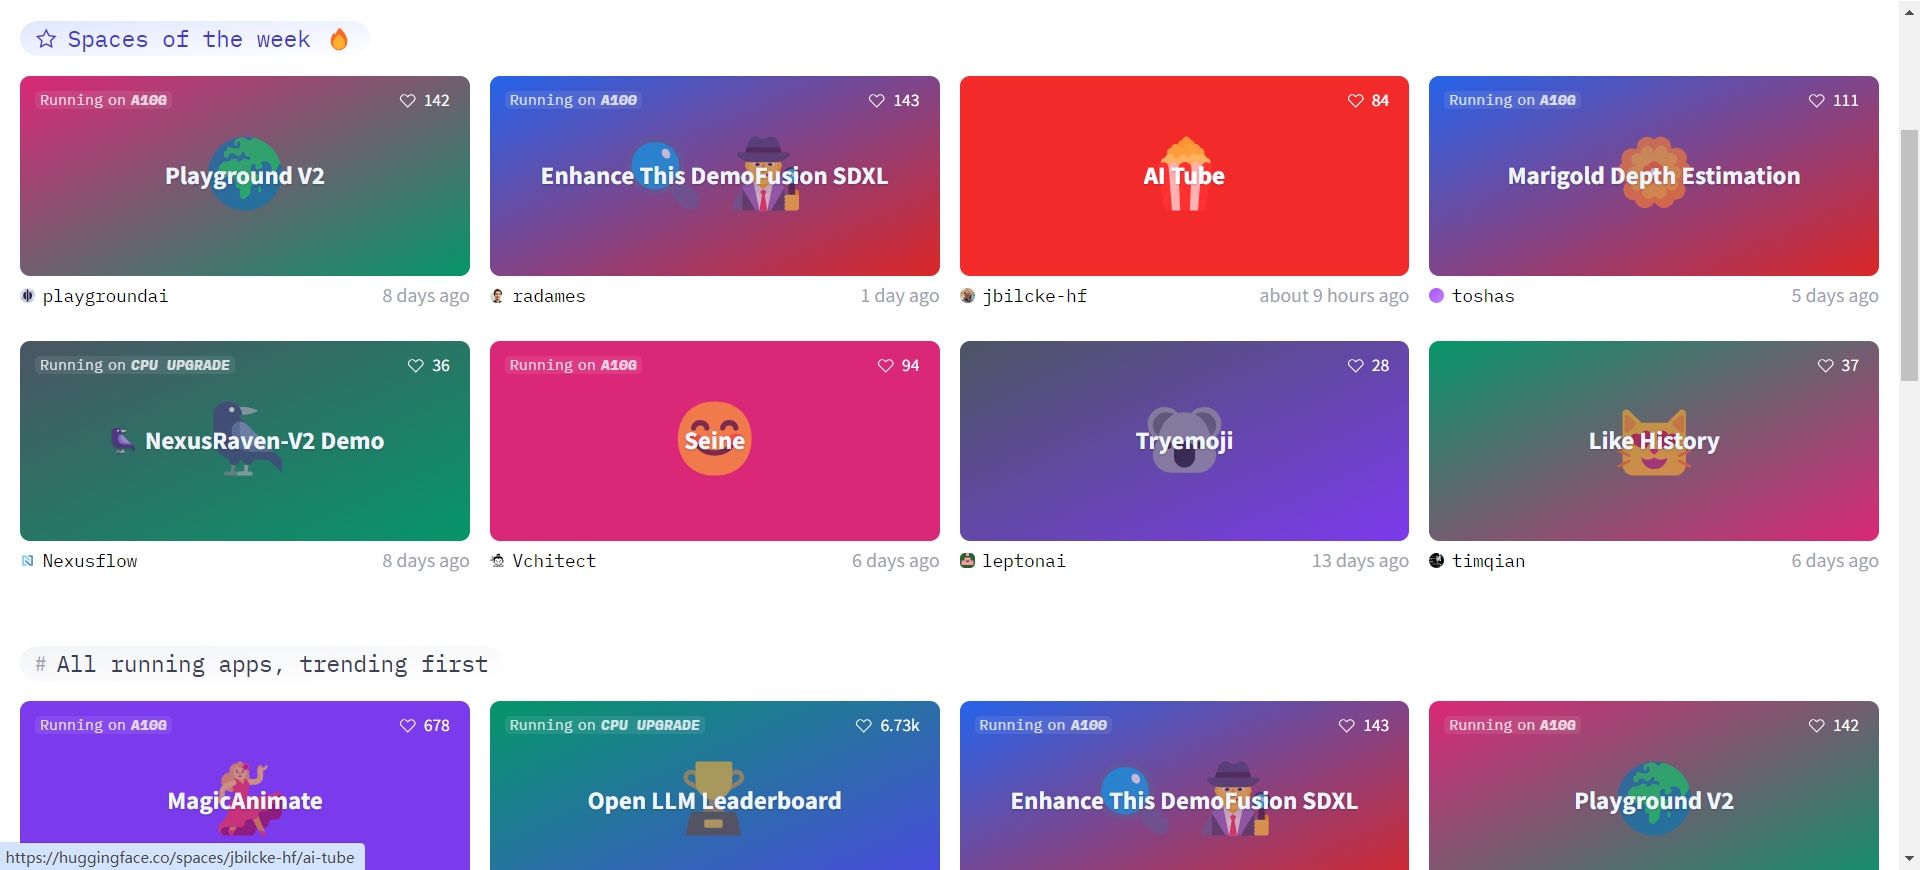 Spaces of the week 🔥
Running on A10G 142
Playground V2
playgroundai 8 days ago
Running on A100 143
Enhance This DemoFusion SDXL
radames 1 day ago
84
AI Tube
jbilcke-hf about 9 hours ago
Running on A10G 111
Marigold Depth Estimation
toshas 5 days ago
Running on CPU UPGRADE 36
NexusRaven-V2 Demo
Nexusflow 8 days ago
Running on A10G 94
Seine
Vchitect 6 days ago
28
Tryemoji
leptonai 13 days ago
37
Like History
timqian 6 days ago
# All running apps, trending first
Running on A10G 678
MagicAnimate
Running on CPU UPGRADE 6.73k
Open LLM Leaderboard
Running on A100 143
Enhance This DemoFusion SDXL
Running on A10G 142
Playground V2
https://huggingface.co/spaces/jbilcke-hf/ai-tube